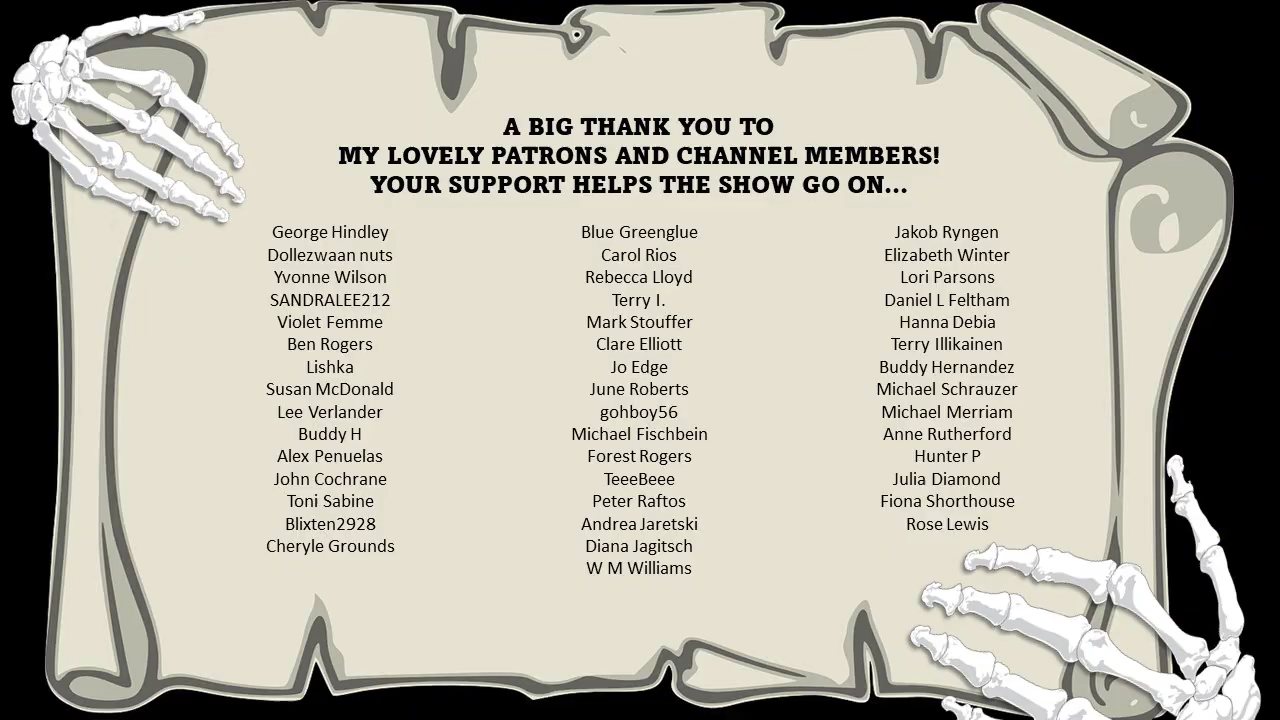 A BIG THANK YOU TO
MY LOVELY PATRONS AND CHANNEL MEMBERS!
YOUR SUPPORT HELPS THE SHOW GO ON...
George Hindley
Dollezwaan nuts
Yvonne Wilson
SANDRALEE212
Violet Femme
Ben Rogers
Lishka
Susan McDonald
Lee Verlander
Buddy H
Alex Penuelas
John Cochrane
Toni Sabine
Blixten2928
Cheryle Grounds
Blue Greenglue
Carol Rios
Rebecca Lloyd
Terry I.
Mark Stouffer
Clare Elliott
Jo Edge
June Roberts
gohboy56
Michael Fischbein
Forest Rogers
TeeeBeee
Peter Raftos
Andrea Jaretski
Diana Jagitsch
W M Williams
Jakob Ryngen
Elizabeth Winter
Lori Parsons
Daniel L Feltham
Hanna Debia
Terry Illikainen
Buddy Hernandez
Michael Schrauzer
Michael Merriam
Anne Rutherford
Hunter P
Julia Diamond
Fiona Shorthouse
Rose Lewis